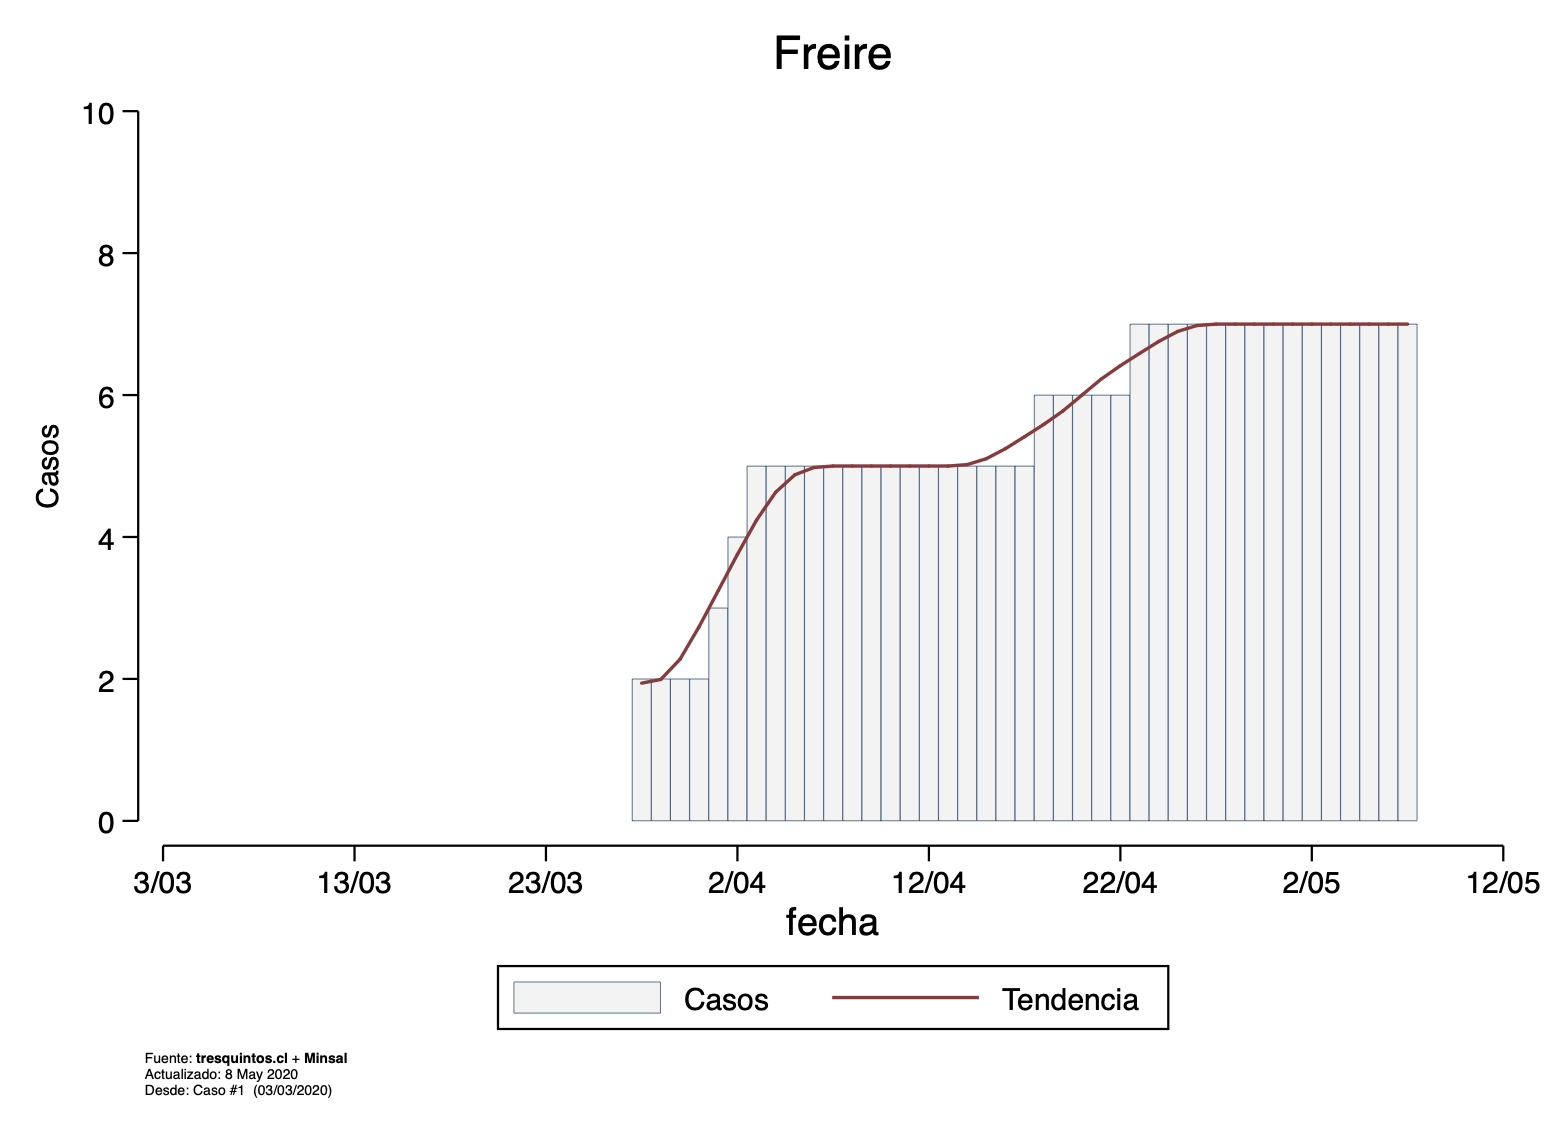 Freire
10
8
6
4
2
0
Casos
3/03 13/03 23/03 2/04 12/04 22/04 2/05 12/05
fecha
Casos Tendencia
Fuente: tresquintos.cl + Minsal
Actualizado: 8 May 2020
Desde: Caso #1 (03/03/2020)